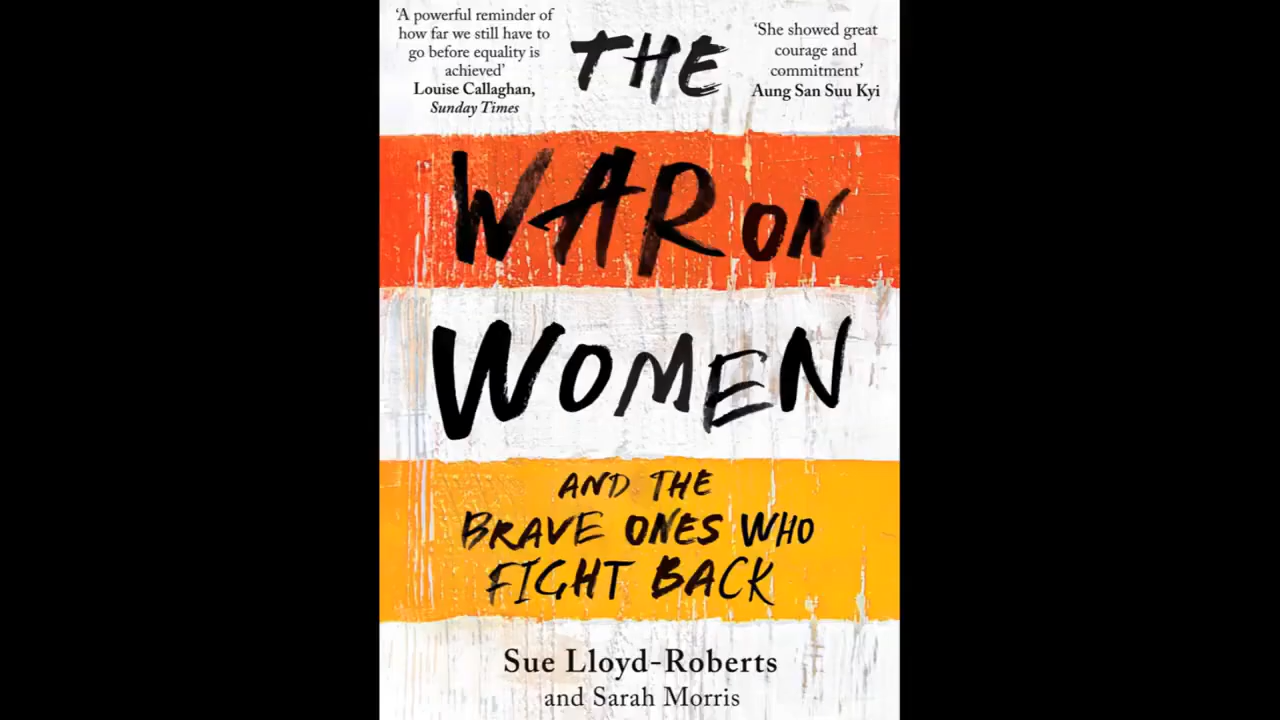 ‘A powerful reminder of
how far we still have to
go before equality is
achieved’
Louise Callaghan,
Sunday Times
‘She showed great
courage and
commitment’
Aung San Suu Kyi
THE
WAR ON
WOMEN
AND THE
BRAVE ONES WHO
FIGHT BACK
Sue Lloyd-Roberts
and Sarah Morris